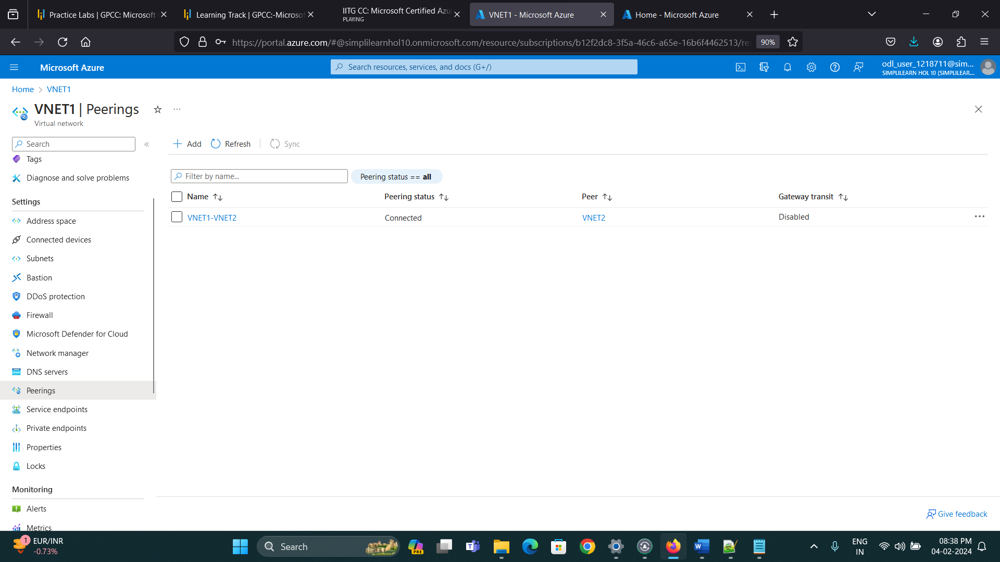 Practice Labs | GPCC: Microsoft
Learning Track | GPCC:-Microsof
IITG CC: Microsoft Certified Azu
PLAYING
VNET1 - Microsoft Azure
Home - Microsoft Azure
https://portal.azure.com/#@simplilearnhol10.onmicrosoft.com/resource/subscriptions/b12f2dc8-3f5a-46c6-a65e-16b6f4462513/re
90%
Microsoft Azure
Search resources, services, and docs (G+/)
odl_user_1218711@sim...
SIMPLILEARN HOL 10 (SIMPLILEAR...
Home > VNET1
VNET1 | Peerings
Virtual network
Search
Add
Refresh
Sync
Tags
Diagnose and solve problems
Settings
Address space
Connected devices
Subnets
Bastion
DDoS protection
Firewall
Microsoft Defender for Cloud
Network manager
DNS servers
Peerings
Service endpoints
Private endpoints
Properties
Locks
Monitoring
Alerts
Metrics
Filter by name...
Peering status == all
Name Peering status Peer Gateway transit
VNET1-VNET2 Connected VNET2 Disabled
Give feedback
1
EUR/INR
-0.73%
Search
PRE
ENG
IN
08:38 PM
04-02-2024